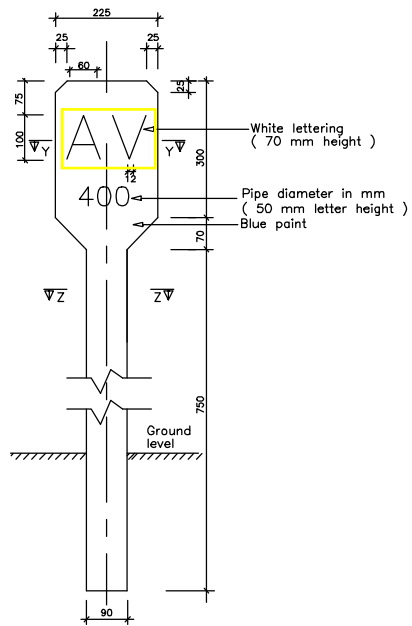 225
25
25
60
25
75
AV
White lettering
( 70 mm height )
100
Y
Y
300
12
400
Pipe diameter in mm
( 50 mm letter height )
Blue paint
70
Z
Z
750
Ground
level
90